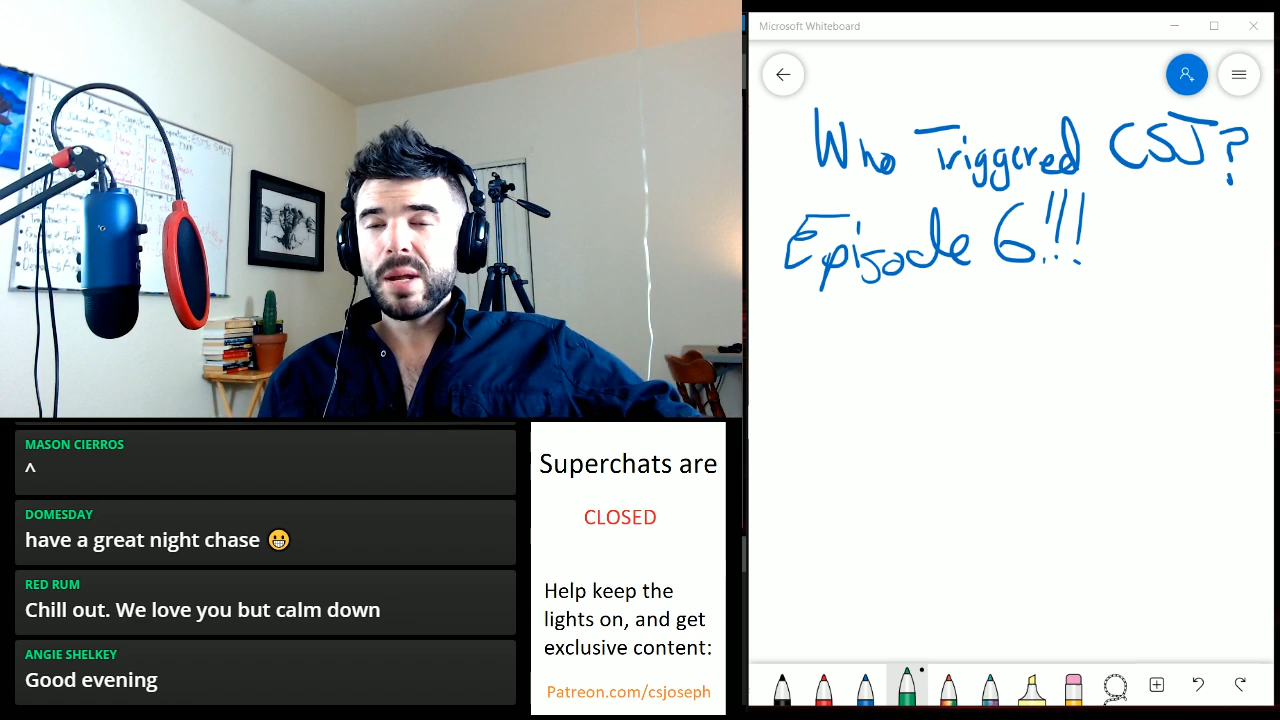 Microsoft Whiteboard
Who Triggered CSJ?
Episode 6!!!
MASON CIERROS
^
DOMESDAY
have a great night chase 😀
RED RUM
Chill out. We love you but calm down
ANGIE SHELKEY
Good evening
Superchats are
CLOSED
Help keep the
lights on, and get
exclusive content:
Patreon.com/csjoseph